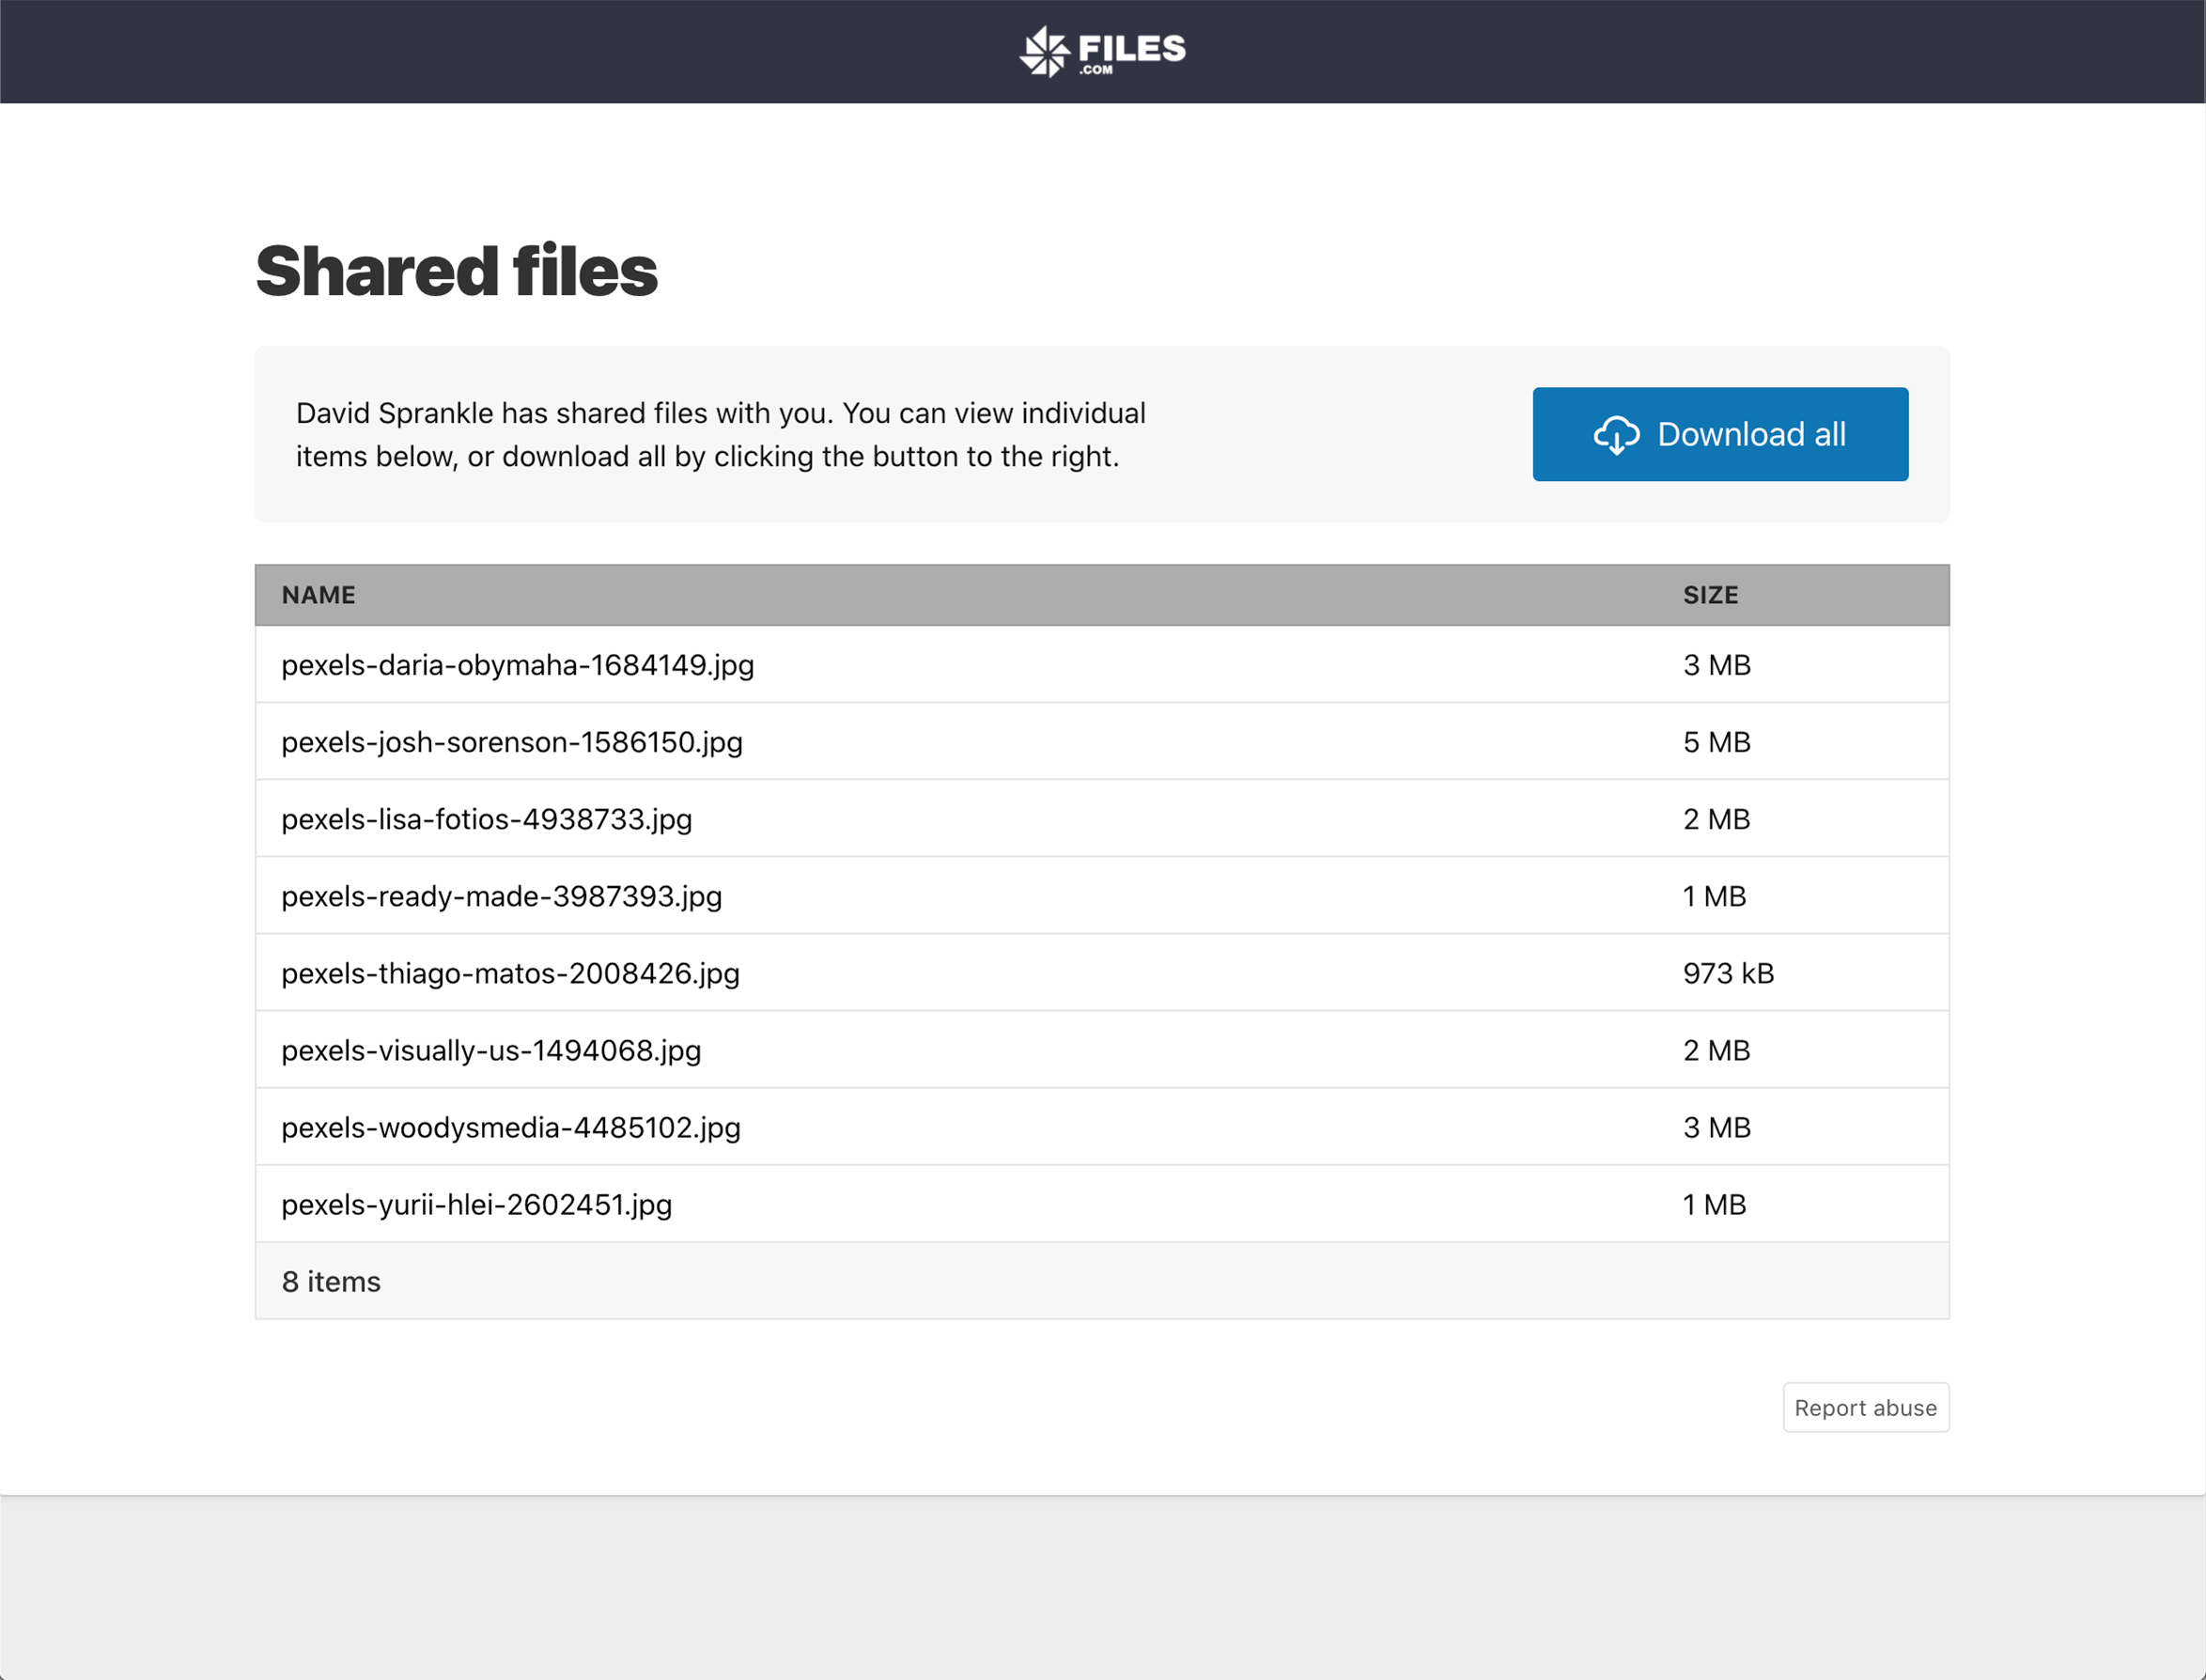 FILES
.COM
Shared files
David Sprankle has shared files with you. You can view individual
items below, or download all by clicking the button to the right.
Download all
NAME SIZE
pexels-daria-obymaha-1684149.jpg 3 MB
pexels-josh-sorenson-1586150.jpg 5 MB
pexels-lisa-fotios-4938733.jpg 2 MB
pexels-ready-made-3987393.jpg 1 MB
pexels-thiago-matos-2008426.jpg 973 kB
pexels-visually-us-1494068.jpg 2 MB
pexels-woodysmedia-4485102.jpg 3 MB
pexels-yurii-hlei-2602451.jpg 1 MB
8 items
Report abuse